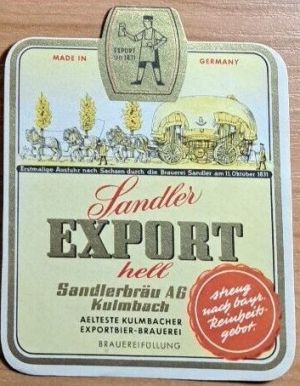 EXPORT
seit 1831
MADE IN GERMANY
Erstmalige Ausfuhr nach Sachsen durch die Brauerei Sandler am 11. Oktober 1831
Sandler
EXPORT
hell
Sandlerbräu AG
Kulmbach
AELTESTE KULMBACHER
EXPORTBIER-BRAUEREI
BRAUEREIFÜLLUNG
streng
nach bayr.
Reinheits-
gebot.